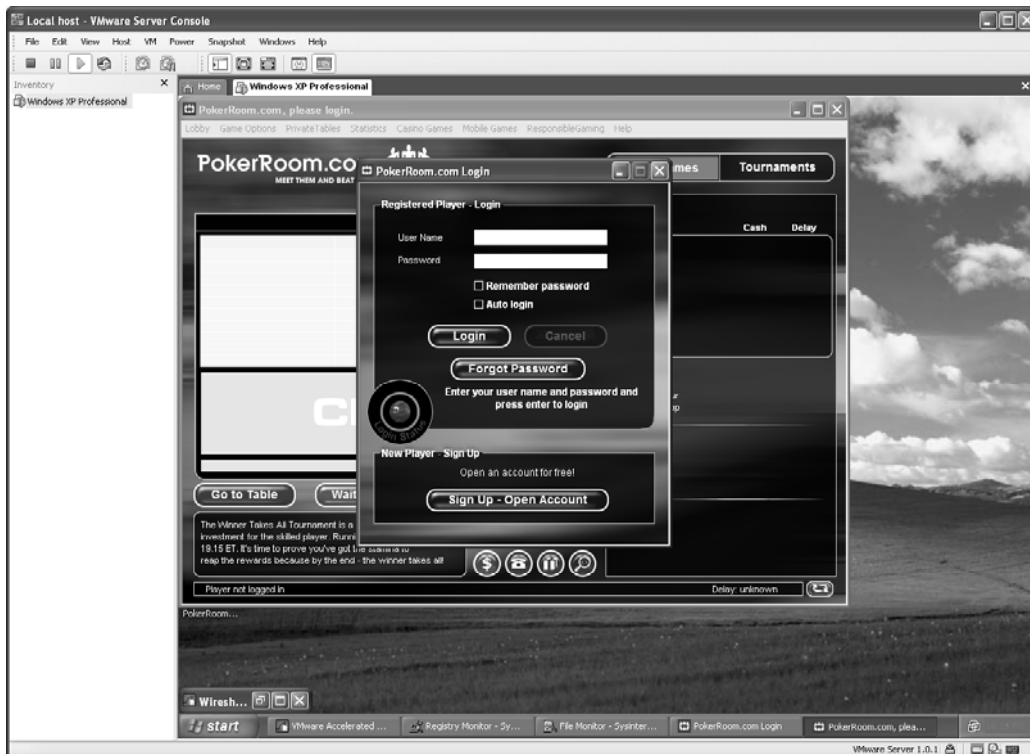 Local host - VMware Server Console
File Edit View Host VM Power Snapshot Windows Help
Inventory
Windows XP Professional
Home Windows XP Professional
PokerRoom.com, please login.
Lobby Game Options PrivateTables Statistics Casino Games Mobile Games ResponsibleGaming Help
PokerRoom.co
MEET THEM AND BEAT
mes Tournaments
PokerRoom.com Login
Registered Player - Login
User Name
Password
Remember password
Auto login
Login Cancel
Forgot Password
Enter your user name and password and
press enter to login
Login Status
New Player - Sign Up
Open an account for free!
Sign Up - Open Account
Cash Delay
Go to Table Wait
The Winner Takes All Tournament is a
investment for the skilled player. Runni
19.15 ET. It's time to prove you've got the stamina to
reap the rewards because by the end - the winner takes all!
Player not logged in Delay: unknown
PokerRoom...
Wiresh...
start VMware Accelerated ... Registry Monitor - Sy... File Monitor - Sysinter... PokerRoom.com Login PokerRoom.com, plea...
VMware Server 1.0.1